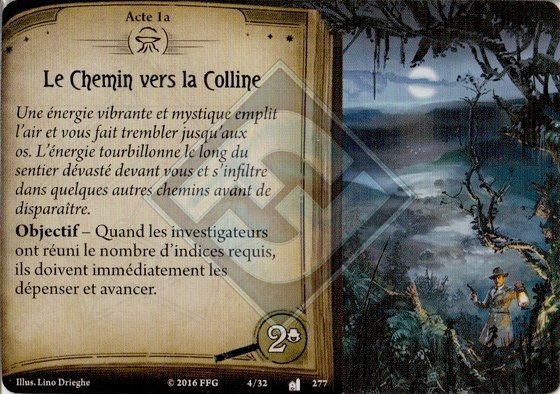 Acte 1a
Le Chemin vers la Colline
Une énergie vibrante et mystique emplit
l'air et vous fait trembler jusqu'aux
os. L'énergie tourbillonne le long du
sentier dévasté devant vous et s'infiltre
dans quelques autres chemins avant de
disparaître.
Objectif – Quand les investigateurs
ont réuni le nombre d'indices requis,
ils doivent immédiatement les
dépenser et avancer.
2
Illus. Lino Drieghe
© 2016 FFG
4/32
277